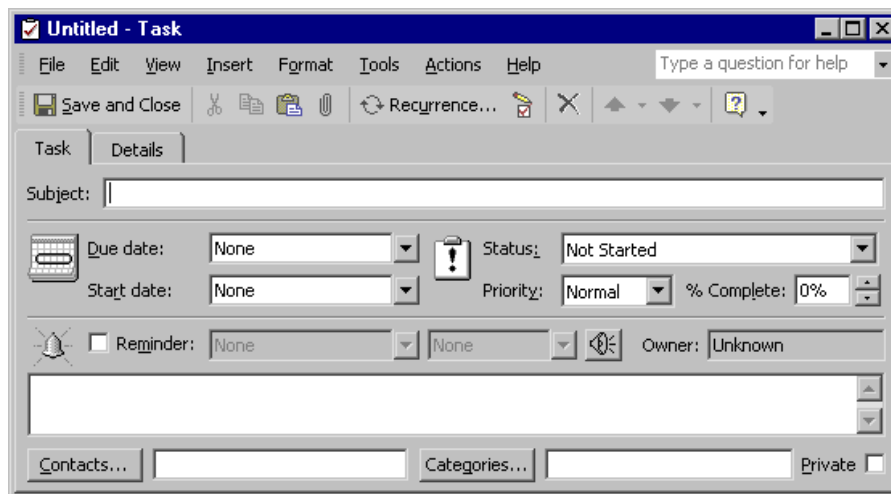 Untitled - Task
File Edit View Insert Format Tools Actions Help Type a question for help
Save and Close Recurrence...
Task Details
Subject:
Due date: None Status: Not Started
Start date: None Priority: Normal % Complete: 0%
Reminder: None None Owner: Unknown
Contacts... Categories... Private